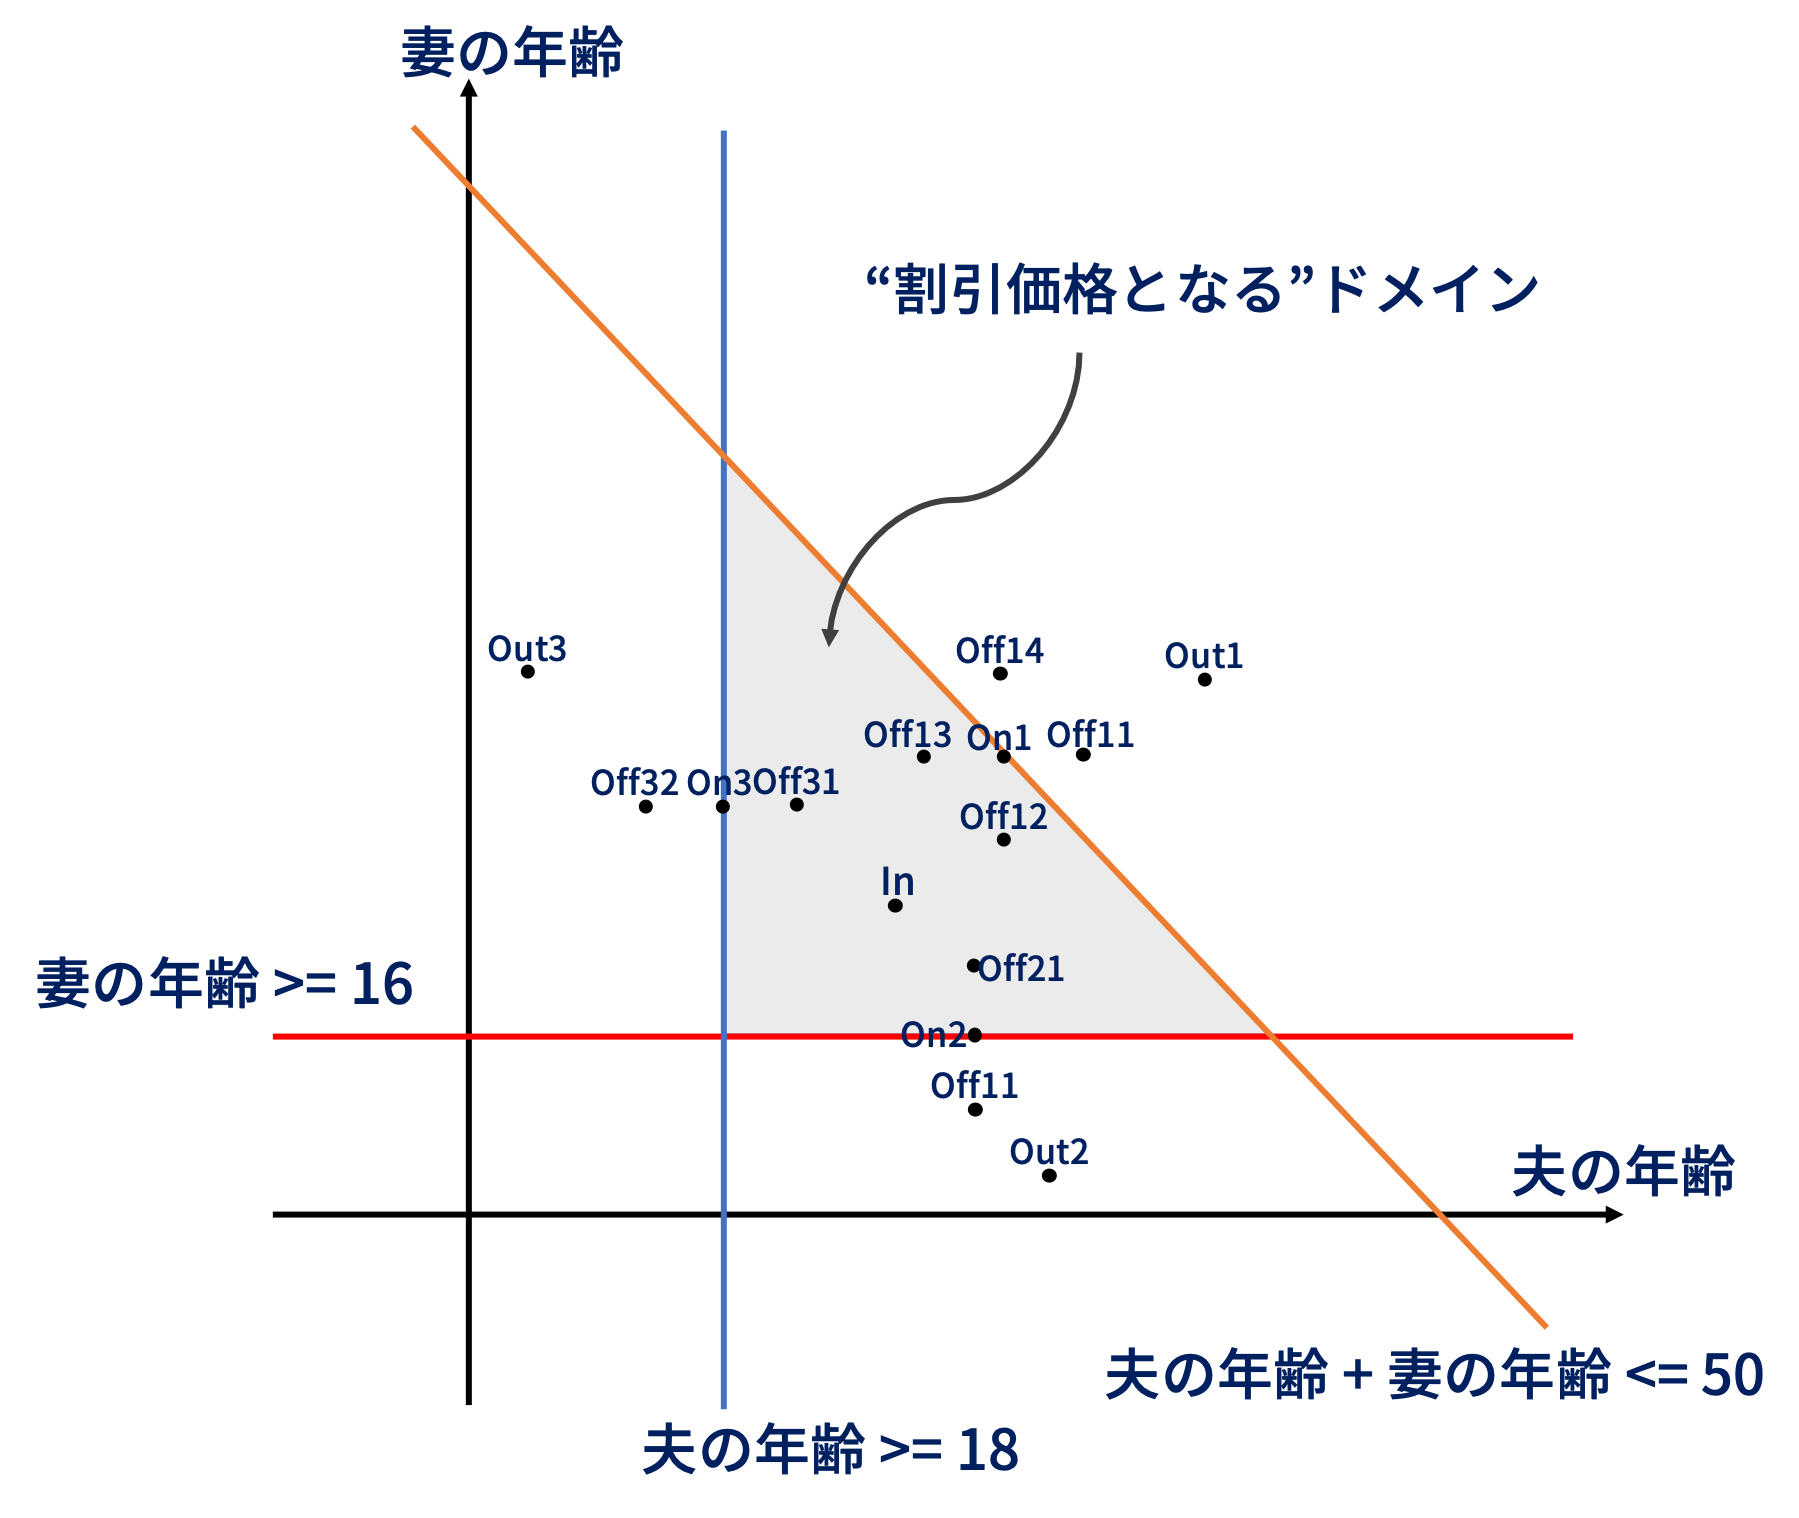 妻の年齢
“割引価格となる”ドメイン
Out3
Off14
Out1
Off13
On1
Off11
Off32
On3
Off31
Off12
In
妻の年齢 >= 16
Off21
On2
Off11
Out2
夫の年齢
夫の年齢 + 妻の年齢 <= 50
夫の年齢 >= 18